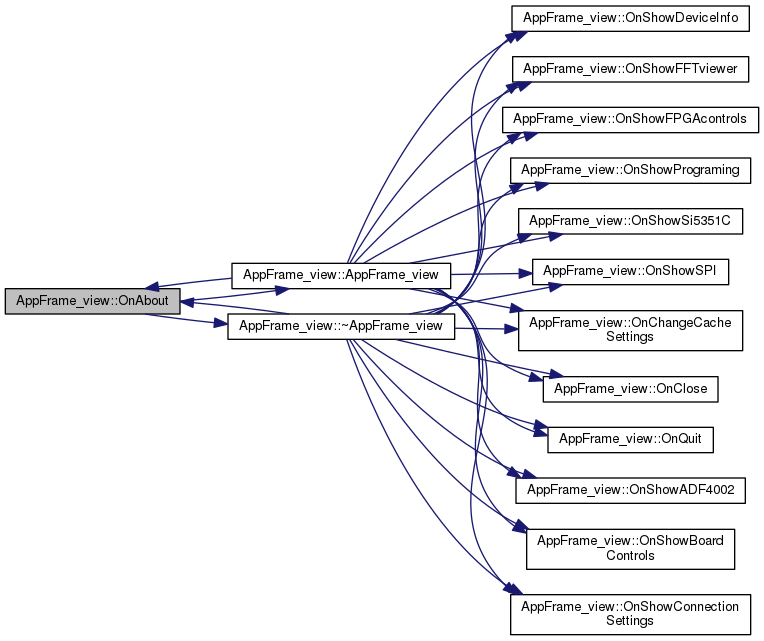 AppFrame_view::OnShowDeviceInfo
AppFrame_view::OnShowFFTviewer
AppFrame_view::OnShowFPGAcontrols
AppFrame_view::OnShowPrograming
AppFrame_view::OnShowSi5351C
AppFrame_view::AppFrame_view
AppFrame_view::OnShowSPI
AppFrame_view::OnAbout
AppFrame_view::~AppFrame_view
AppFrame_view::OnChangeCache
Settings
AppFrame_view::OnClose
AppFrame_view::OnQuit
AppFrame_view::OnShowADF4002
AppFrame_view::OnShowBoard
Controls
AppFrame_view::OnShowConnection
Settings